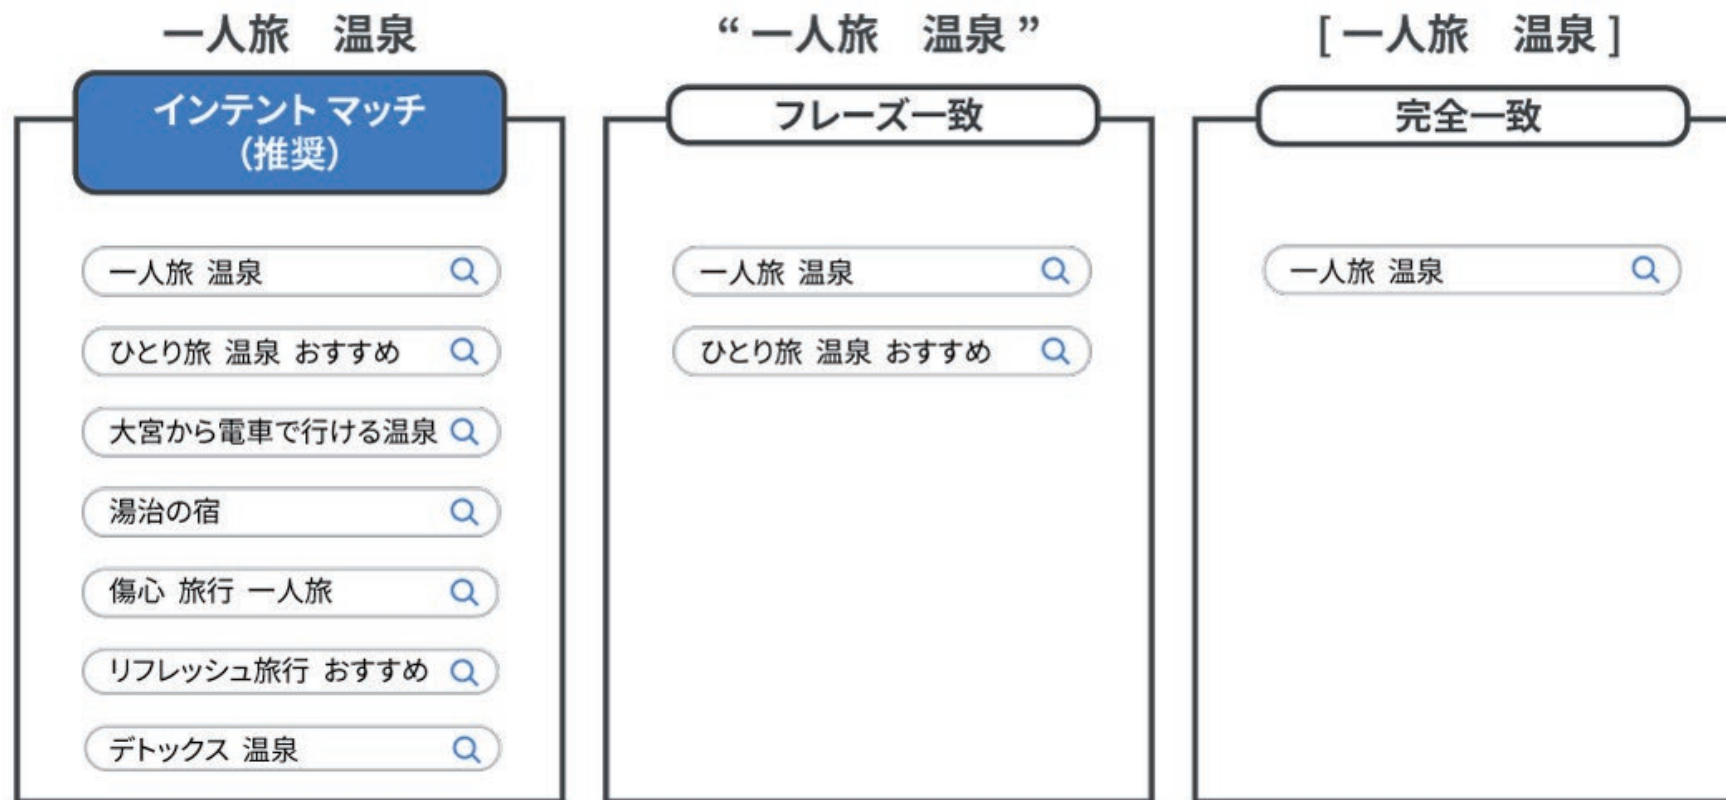 一人旅　温泉
インテント マッチ
（推奨）
一人旅 温泉
ひとり旅 温泉 おすすめ
大宮から電車で行ける温泉
湯治の宿
傷心 旅行 一人旅
リフレッシュ旅行 おすすめ
デトックス 温泉
“ 一人旅　温泉 ”
フレーズ一致
一人旅 温泉
ひとり旅 温泉 おすすめ
[ 一人旅　温泉 ]
完全一致
一人旅 温泉